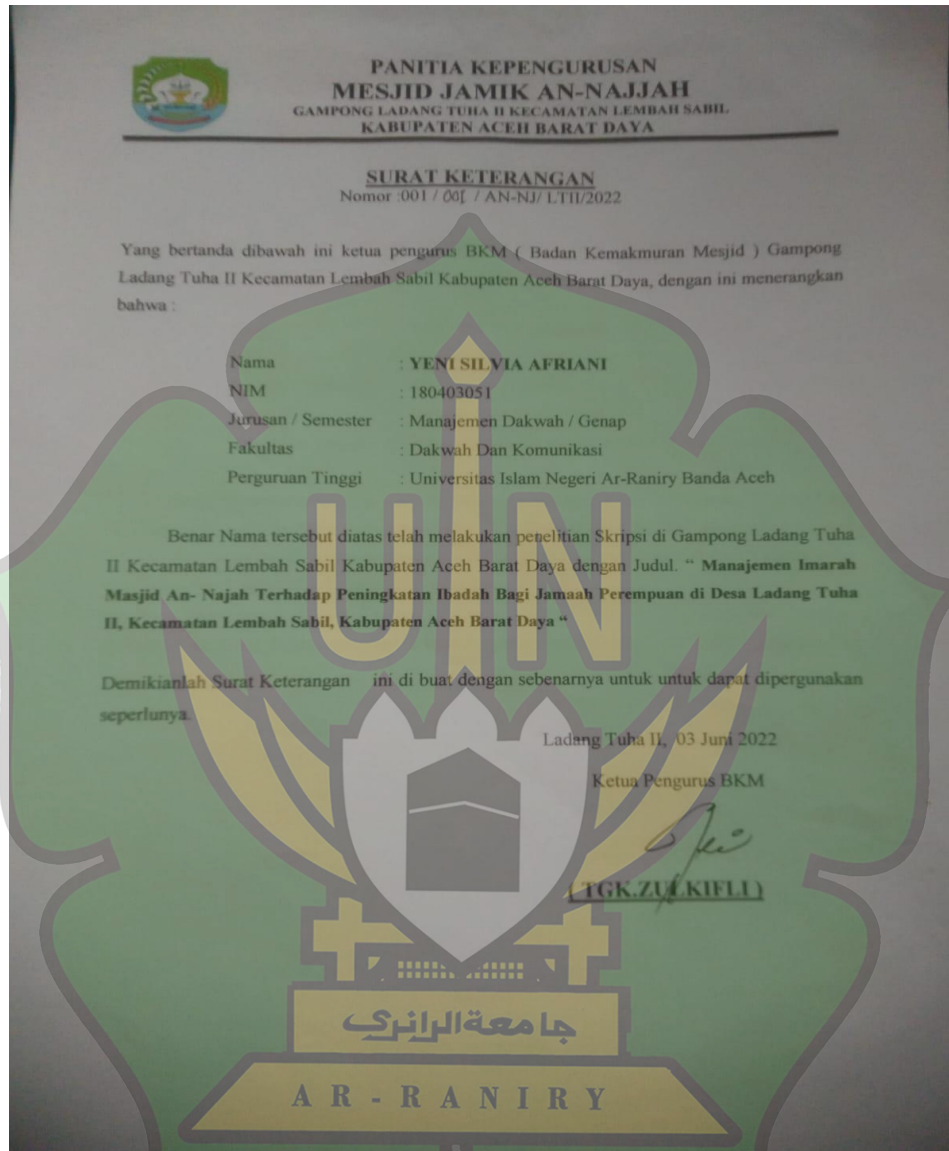 PANITIA KEPENGURUSAN
MESJID JAMIK AN-NAJJAH
GAMPONG LADANG TUHA II KECAMATAN LEMBAH SABIL
KABUPATEN ACEH BARAT DAYA
SURAT KETERANGAN
Nomor :001 / / AN-NJ/ LTII/2022
Yang bertanda dibawah ini ketua pengurus BKM ( Badan Kemakmuran Mesjid ) Gampong
Ladang Tuha II Kecamatan Lembah Sabil Kabupaten Aceh Barat Daya, dengan ini menerangkan
bahwa :
Nama : YENI SILVIA AFRIANI
NIM : 180403051
Jurusan / Semester : Manajemen Dakwah / Genap
Fakultas : Dakwah Dan Komunikasi
Perguruan Tinggi : Universitas Islam Negeri Ar-Raniry Banda Aceh
Benar Nama tersebut diatas telah melakukan penelitian Skripsi di Gampong Ladang Tuha
II Kecamatan Lembah Sabil Kabupaten Aceh Barat Daya dengan Judul. “ Manajemen Imarah
Masjid An- Najah Terhadap Peningkatan Ibadah Bagi Jamaah Perempuan di Desa Ladang Tuha
II, Kecamatan Lembah Sabil, Kabupaten Aceh Barat Daya “
Demikianlah Surat Keterangan ini di buat dengan sebenarnya untuk untuk dapat dipergunakan
seperlunya.
Ladang Tuha Ii, 03 Juni 2022
Ketua Pengurus BKM
( TGK.ZULKIFLI )
UIN
جامعة الرانري
AR-RANIRY